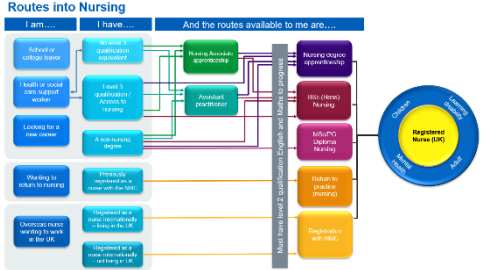 Routes into Nursing
I am....
I have....
And the routes available to me are....
School or
college leaver
Health or social
care support
worker
Looking for a
new career
Wanting to
return to nursing
Overseas nurse
wanting to work
in the UK
No level 3
qualification
equivalent
Level 3
qualification /
Access to
nursing
A non-nursing
degree
Previously
registered as a
nurse with the NMC
Registered as a
nurse internationally
– living in the UK
Registered as a
nurse internationally
– not living in UK
Nursing Associate
apprenticeship
Assistant
practitioner
Must have level 2 qualification English and Maths to progress
Nursing degree
apprenticeship
BSc (Hons)
Nursing
MSc/PG
Diploma
Nursing
Return to
practice
(nursing)
Registration
with NMC
Children
Learning
disability
Registered
Nurse (UK)
Mental
Health
Adult